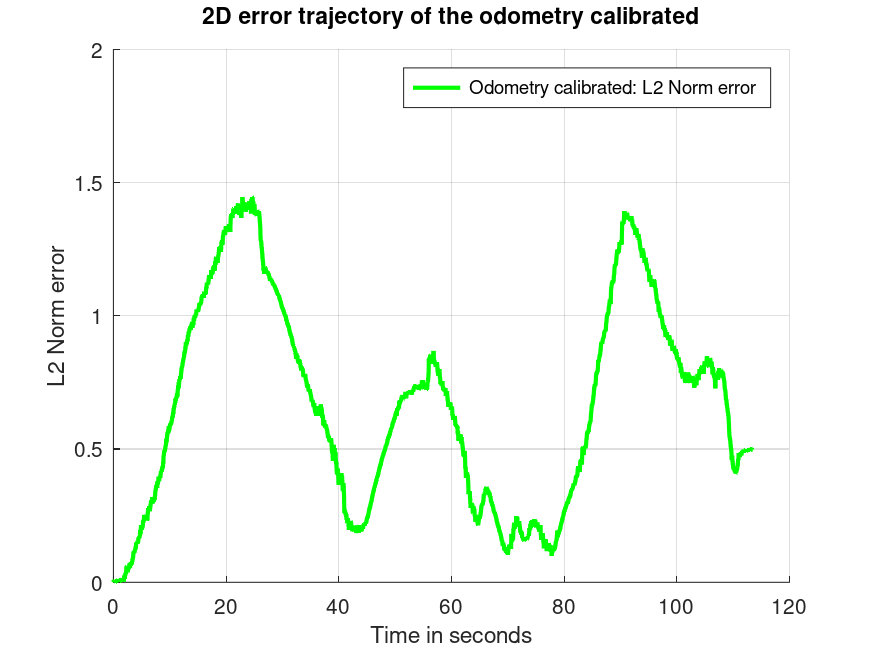 2D error trajectory of the odometry calibrated
2
Odometry calibrated: L2 Norm error
1.5
1
0.5
0
L2 Norm error
0 20 40 60 80 100 120
Time in seconds